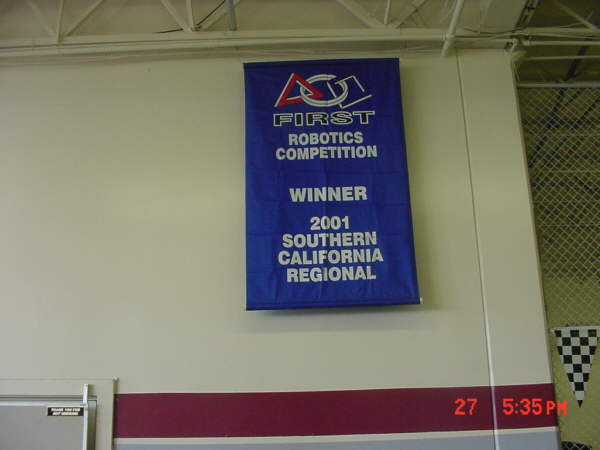 FIRST
ROBOTICS
COMPETITION
WINNER
2001
SOUTHERN
CALIFORNIA
REGIONAL
27 5:35PM